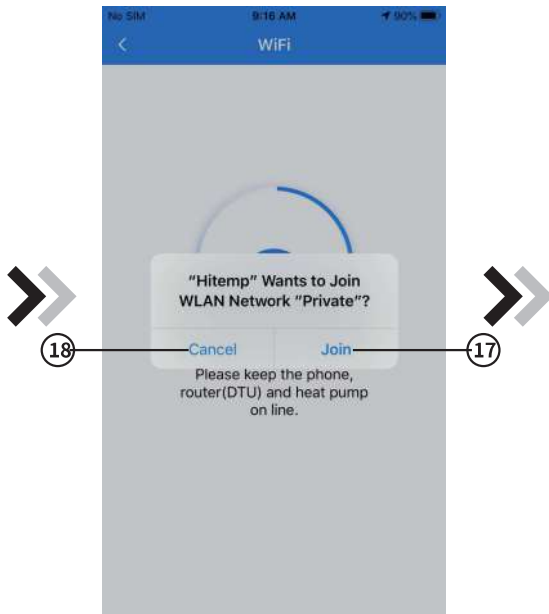 No SIM 9:16 AM 90%
WiFi
"Hitemp" Wants to Join
WLAN Network "Private"?
18 Cancel Join 17
Please keep the phone,
router(DTU) and heat pump
on line.